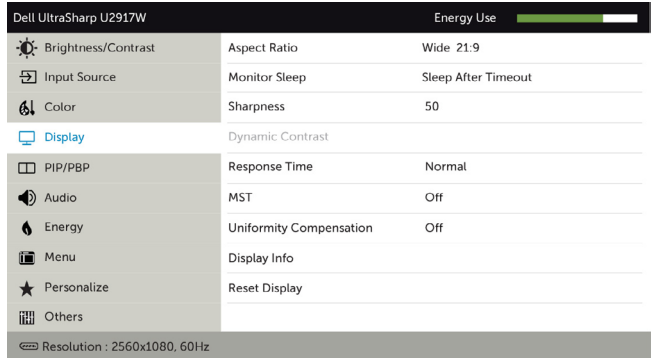 Dell UltraSharp U2917W Energy Use
Brightness/Contrast Aspect Ratio Wide 21:9
Input Source Monitor Sleep Sleep After Timeout
Color Sharpness 50
Display Dynamic Contrast
PIP/PBP Response Time Normal
Audio MST Off
Energy Uniformity Compensation Off
Menu Display Info
Personalize Reset Display
Others
Resolution : 2560x1080, 60Hz